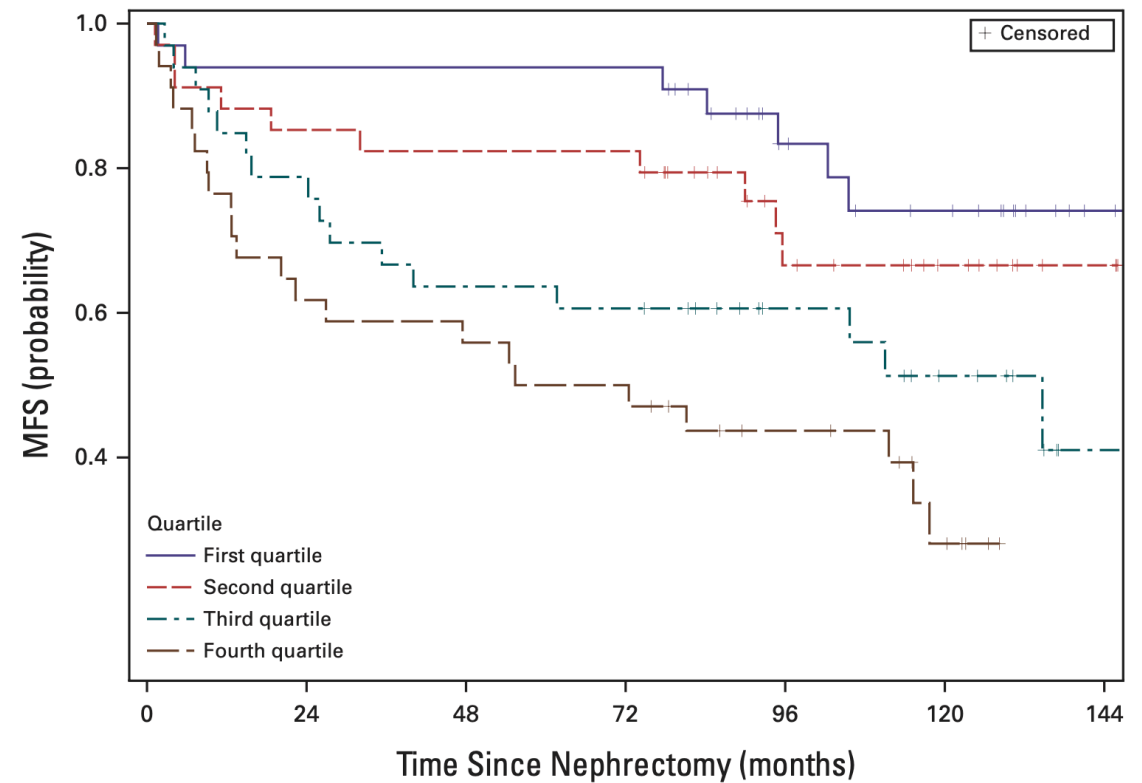 1.0
0.8
0.6
0.4
MFS (probability)
+ Censored
Quartile
First quartile
Second quartile
Third quartile
Fourth quartile
0 24 48 72 96 120 144
Time Since Nephrectomy (months)